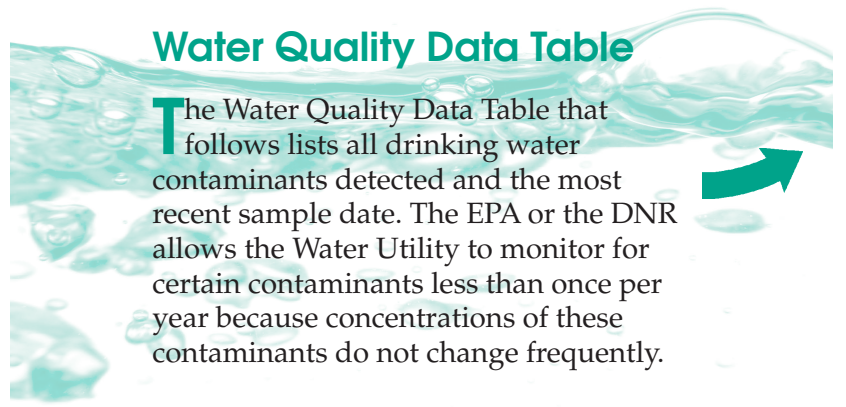 Water Quality Data Table
The Water Quality Data Table that
follows lists all drinking water
contaminants detected and the most
recent sample date. The EPA or the DNR
allows the Water Utility to monitor for
certain contaminants less than once per
year because concentrations of these
contaminants do not change frequently.